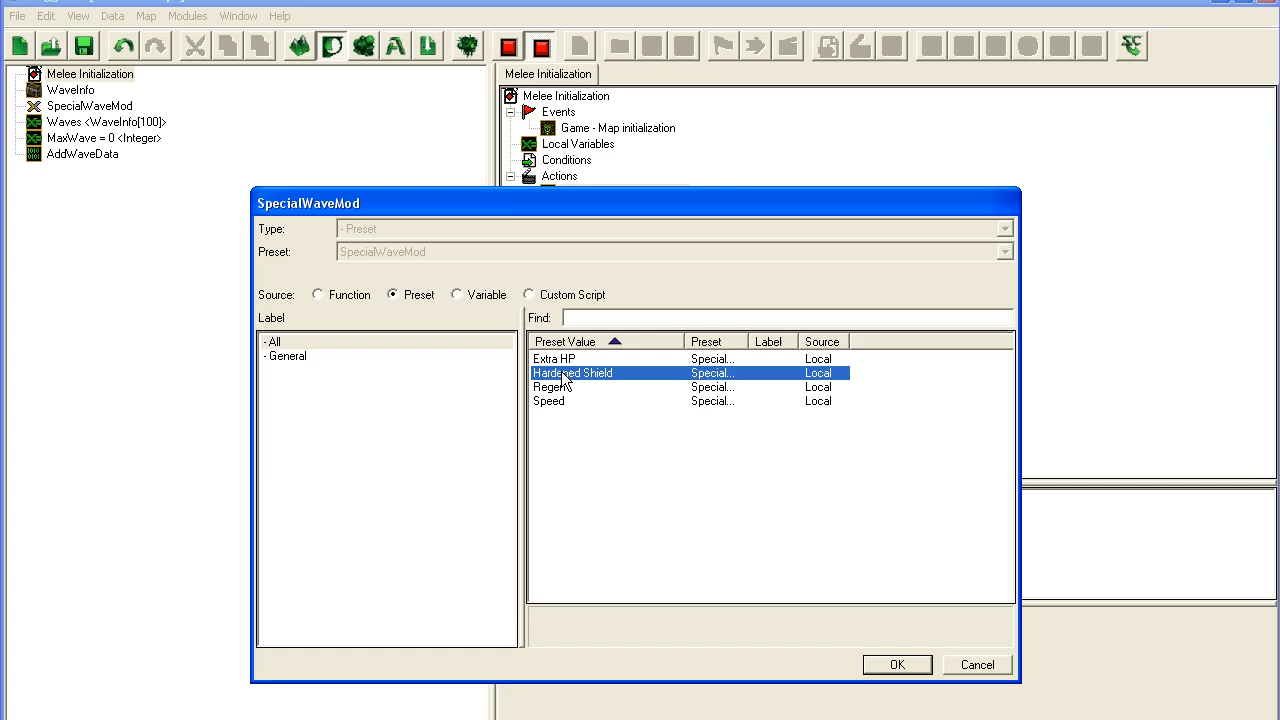 File Edit View Data Map Modules Window Help
Melee Initialization
WaveInfo
SpecialWaveMod
Waves <WaveInfo[100]>
MaxWave = 0 <Integer>
AddWaveData
Melee Initialization
Melee Initialization
Events
Game - Map initialization
Local Variables
Conditions
Actions
SpecialWaveMod
Type: - Preset
Preset: SpecialWaveMod
Source: Function Preset Variable Custom Script
Label
Find:
- All
- General
Preset Value Preset Label Source
Extra HP Special... Local
Hardened Shield Special... Local
Regen Special... Local
Speed Special... Local
OK Cancel